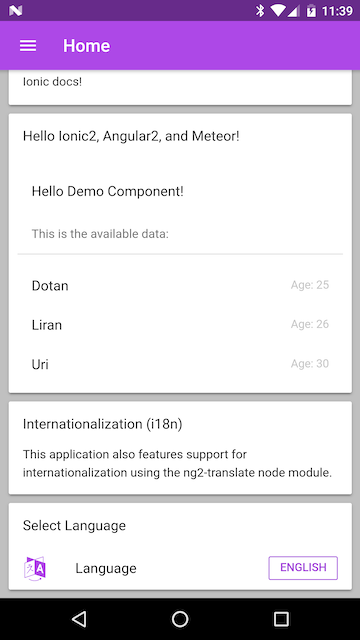 11:39
Home
Ionic docs!
Hello Ionic2, Angular2, and Meteor!
Hello Demo Component!
This is the available data:
Dotan Age: 25
Liran Age: 26
Uri Age: 30
Internationalization (i18n)
This application also features support for
internationalization using the ng2-translate node module.
Select Language
Language ENGLISH